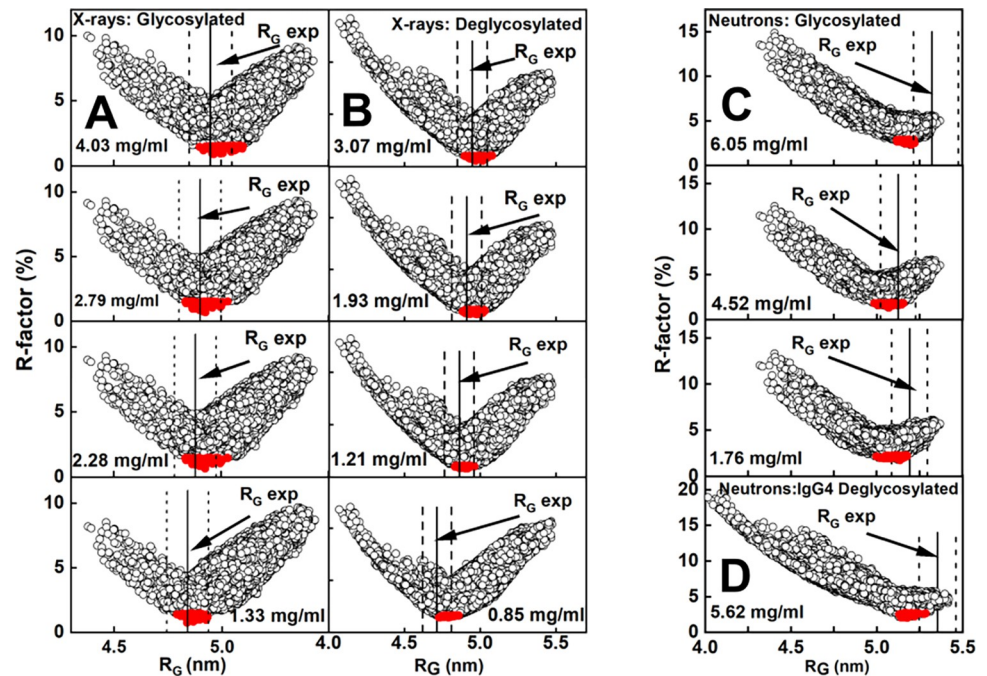 X-rays: Glycosylated
R_G exp
A
4.03 mg/ml
10
5
0
X-rays: Deglycosylated
R_G exp
B
3.07 mg/ml
R_G exp
2.79 mg/ml
10
5
0
R_G exp
1.93 mg/ml
R_G exp
2.28 mg/ml
10
5
0
R_G exp
1.21 mg/ml
R_G exp
1.33 mg/ml
10
5
0
R_G exp
0.85 mg/ml
R-factor (%)
4.5 5.0 4.0 4.5 5.0 5.5
R_G (nm)
R_G (nm)
Neutrons: Glycosylated
R_G exp
C
6.05 mg/ml
15
10
5
0
R_G exp
4.52 mg/ml
15
10
5
0
R_G exp
1.76 mg/ml
15
10
5
0
Neutrons:IgG4 Deglycosylated
R_G exp
D
5.62 mg/ml
20
15
10
5
0
R-factor (%)
4.0 4.5 5.0 5.5
R_G (nm)